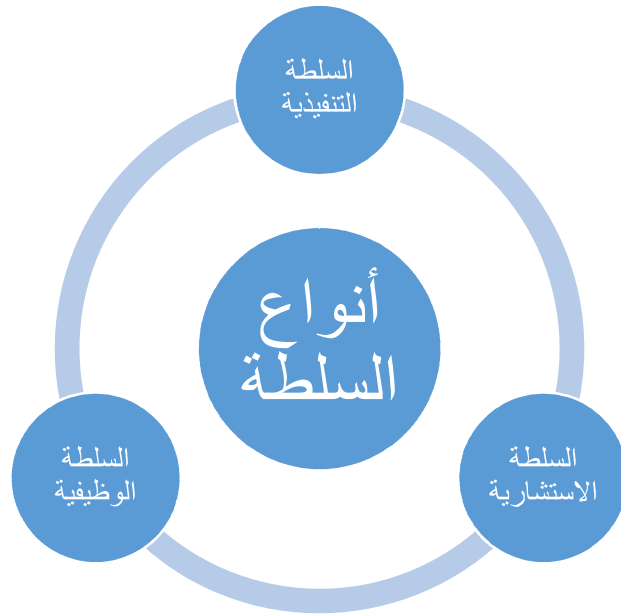 السلطة
التنفيذية
أنواع
السلطة
السلطة
الاستشارية
السلطة
الوظيفية